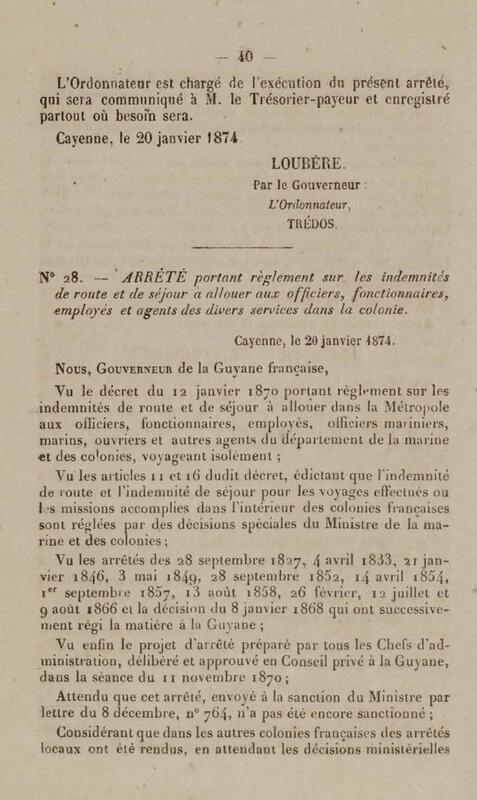 — 40 —
L'Ordonnateur est chargé de l'exécution du présent arrêté,
qui sera communiqué à M. le Trésorier-payeur et enregistré
partout où besoin sera.
Cayenne, le 20 janvier 1874
LOUBÈRE.
Par le Gouverneur :
L'Ordonnateur,
TRÉDOS.
N° 28. — ARRÊTÉ portant règlement sur les indemnités
de route et de séjour à allouer aux officiers, fonctionnaires,
employés et agents des divers services dans la colonie.
Cayenne, le 20 janvier 1874.
Nous, Gouverneur de la Guyane française,
Vu le décret du 12 janvier 1870 portant règlement sur les
indemnités de route et de séjour à allouer dans la Métropole
aux officiers, fonctionnaires, employés, officiers mariniers,
marins, ouvriers et autres agents du département de la marine
et des colonies, voyageant isolément ;
Vu les articles 11 et 16 dudit décret, édictant que l'indemnité
de route et l'indemnité de séjour pour les voyages effectués ou
les missions accomplies dans l'intérieur des colonies françaises
sont réglées par des décisions spéciales du Ministre de la ma-
rine et des colonies ;
Vu les arrêtés des 28 septembre 1827, 4 avril 1833, 21 jan-
vier 1846, 3 mai 1849, 28 septembre 1852, 14 avril 1854,
1er septembre 1857, 13 août 1858, 26 février, 12 juillet et
9 août 1866 et la décision du 8 janvier 1868 qui ont successive-
ment régi la matière à la Guyane ;
Vu enfin le projet d'arrêté préparé par tous les Chefs d'ad-
ministration, délibéré et approuvé en Conseil privé à la Guyane,
dans la séance du 11 novembre 1870 ;
Attendu que cet arrêté, envoyé à la sanction du Ministre par
lettre du 8 décembre, n° 764, n'a pas été encore sanctionné ;
Considérant que dans les autres colonies françaises des arrêtés
locaux ont été rendus, en attendant les décisions ministérielles